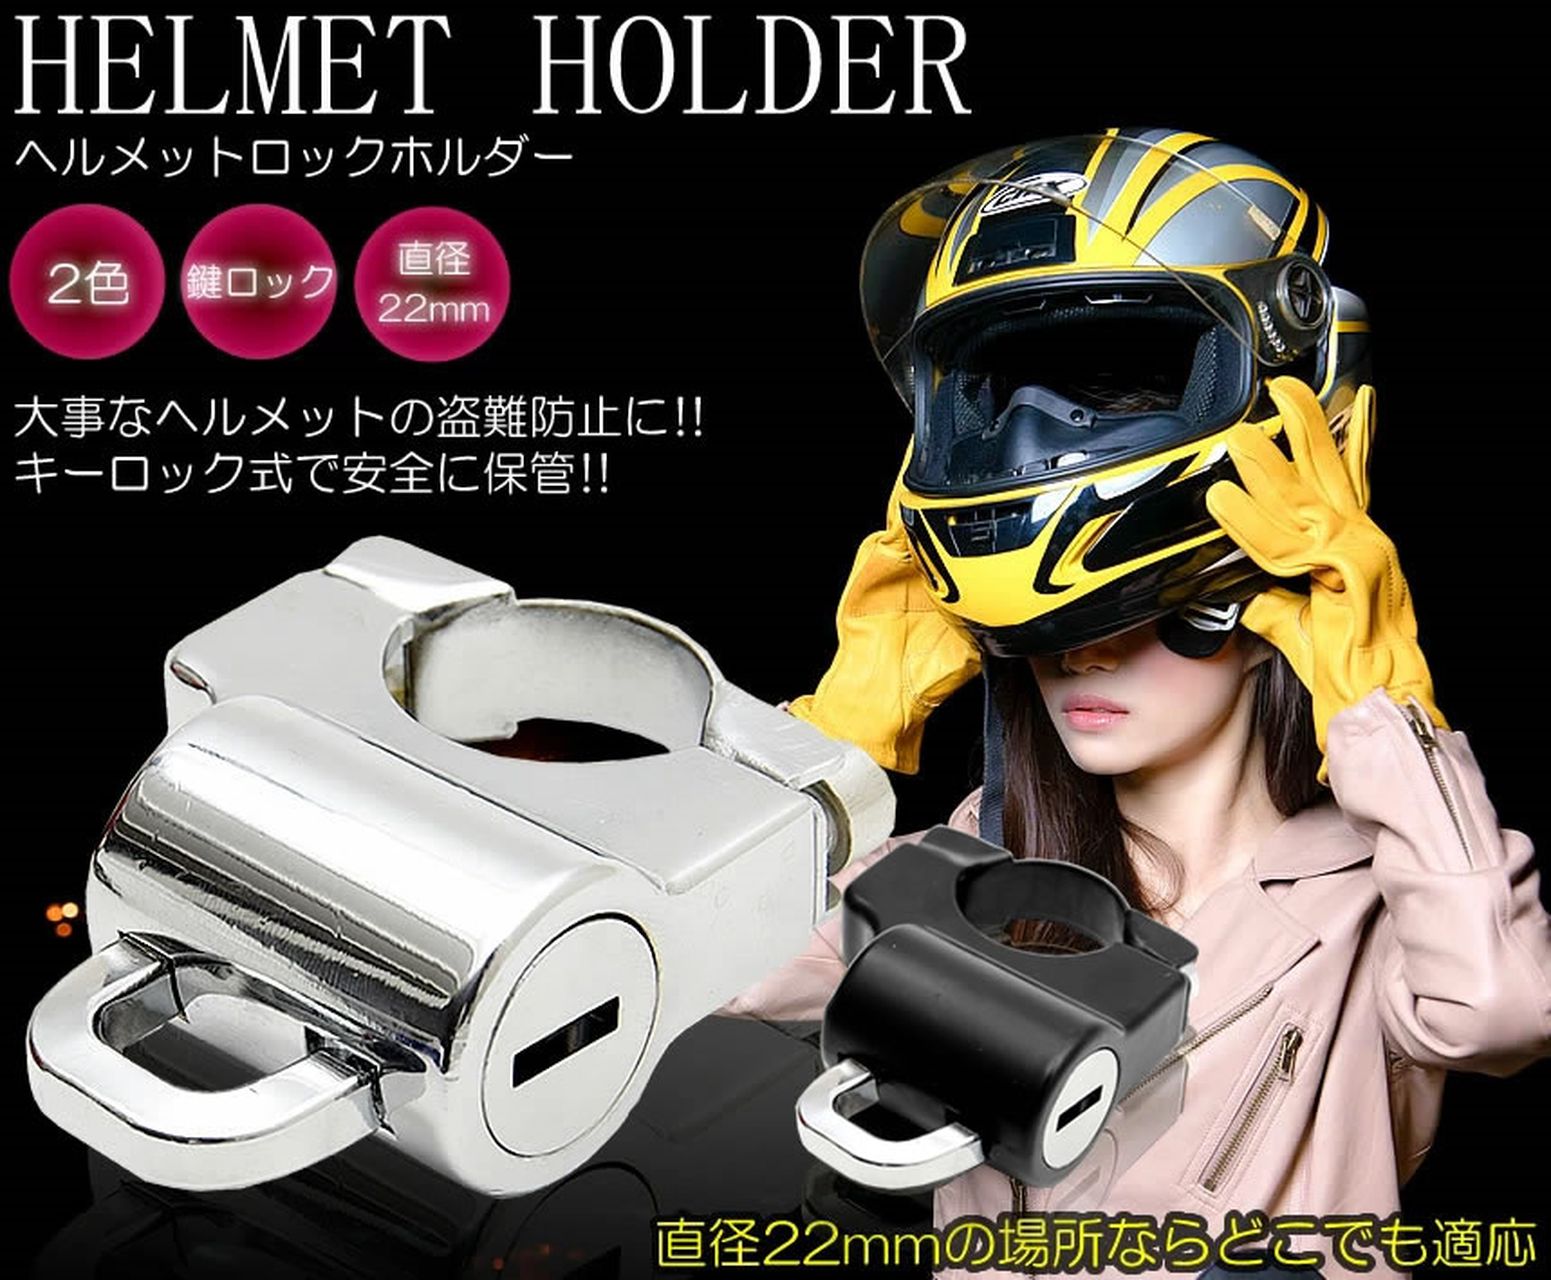 HELMET HOLDER
ヘルメットロックホルダー
2色
鍵ロック
直径
22mm
大事なヘルメットの盗難防止に!!
キーロック式で安全に保管!!
直径22mmの場所ならどこでも適応